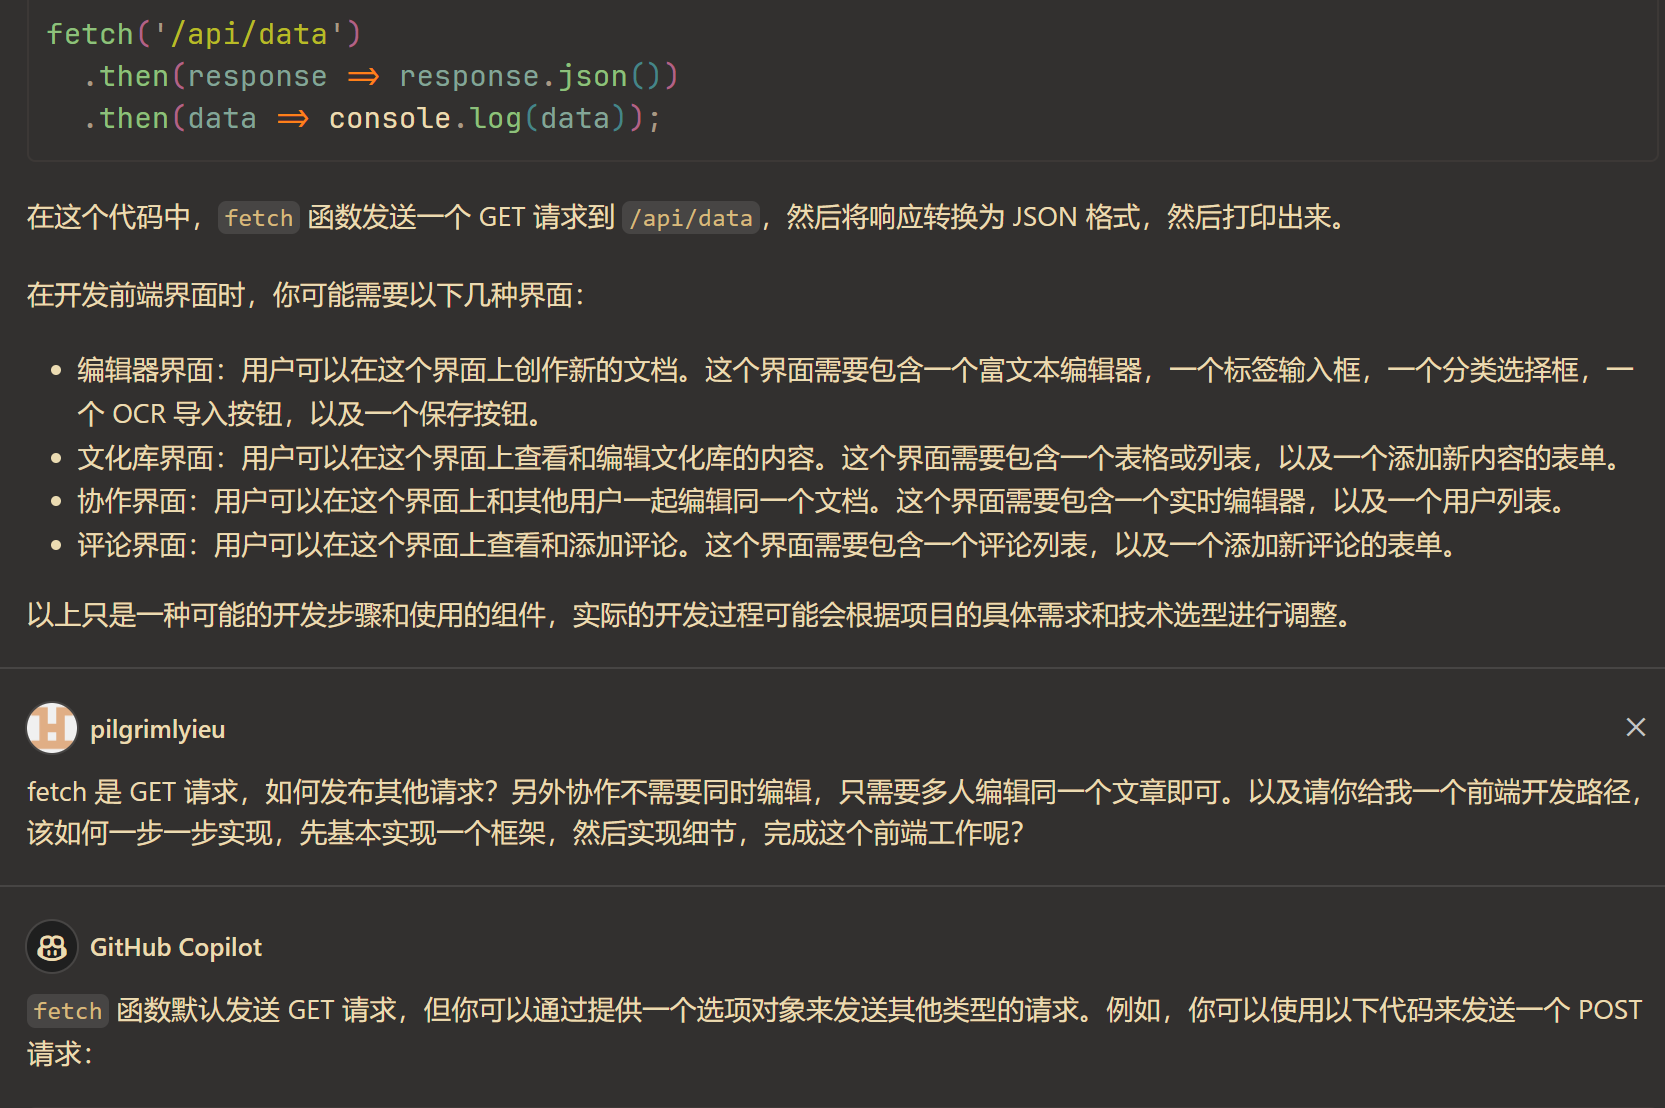 fetch('/api/data')
.then(response => response.json())
.then(data => console.log(data));
在这个代码中，fetch 函数发送一个 GET 请求到 /api/data，然后将响应转换为 JSON 格式，然后打印出来。
在开发前端界面时，你可能需要以下几种界面：
• 编辑器界面：用户可以在这个界面上创作新的文档。这个界面需要包含一个富文本编辑器，一个标签输入框，一个分类选择框，一
个 OCR 导入按钮，以及一个保存按钮。
• 文化库界面：用户可以在这个界面上查看和编辑文化库的内容。这个界面需要包含一个表格或列表，以及一个添加新内容的表单。
• 协作界面：用户可以在这个界面上和其他用户一起编辑同一个文档。这个界面需要包含一个实时编辑器，以及一个用户列表。
• 评论界面：用户可以在这个界面上查看和添加评论。这个界面需要包含一个评论列表，以及一个添加新评论的表单。
以上只是一种可能的开发步骤和使用的组件，实际的开发过程可能会根据项目的具体需求和技术选型进行调整。
pilgrimlyieu
fetch 是 GET 请求，如何发布其他请求？另外协作不需要同时编辑，只需要多人编辑同一个文章即可。以及请你给我一个前端开发路径，
该如何一步一步实现，先基本实现一个框架，然后实现细节，完成这个前端工作呢？
GitHub Copilot
fetch 函数默认发送 GET 请求，但你可以通过提供一个选项对象来发送其他类型的请求。例如，你可以使用以下代码来发送一个 POST
请求：